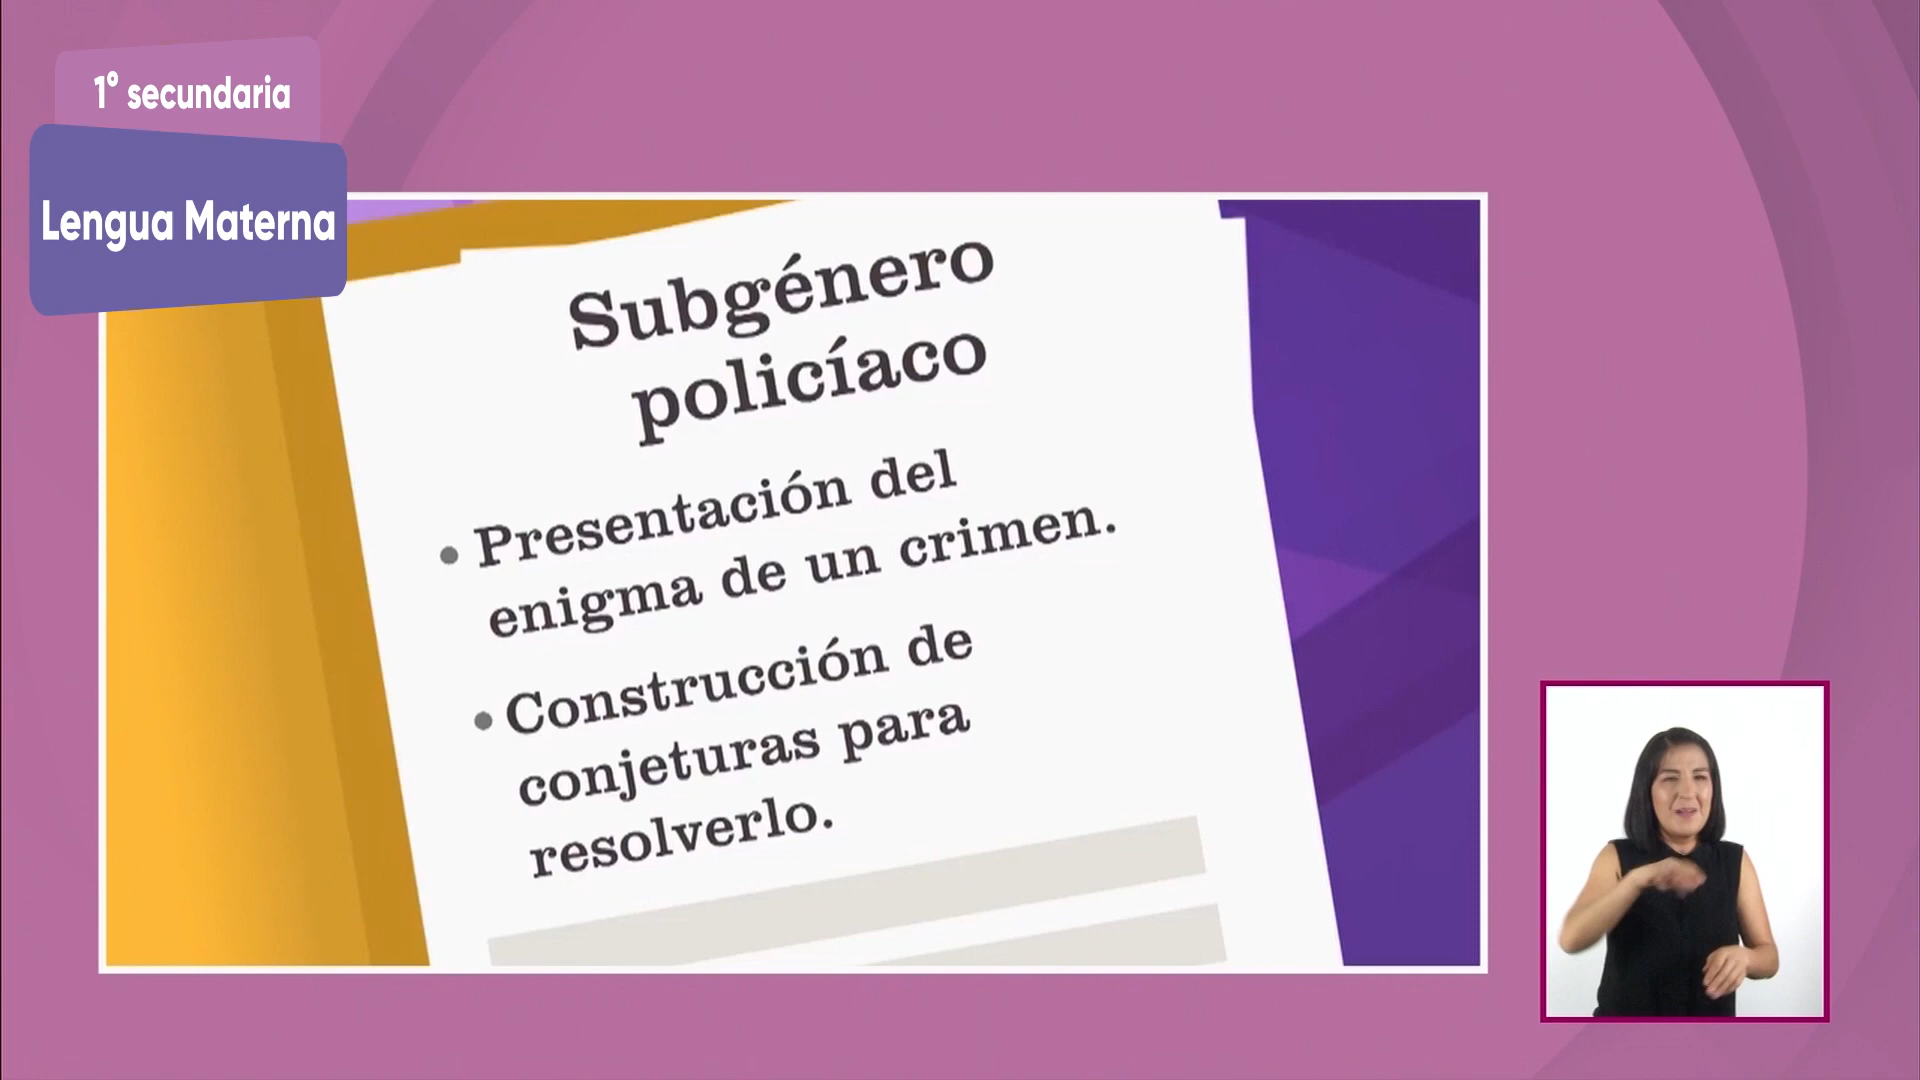 1° secundaria
Lengua Materna
Subgénero
policíaco
• Presentación del
enigma de un crimen.
• Construcción de
conjeturas para
resolverlo.